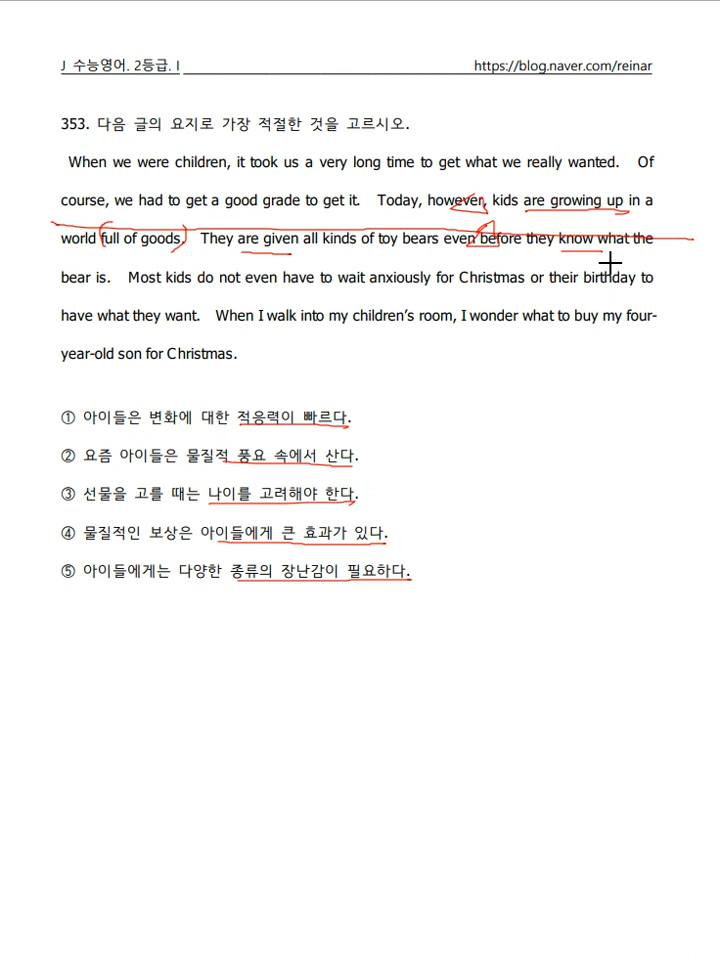 J 수능영어. 2등급. I https://blog.naver.com/reinar
353. 다음 글의 요지로 가장 적절한 것을 고르시오.
When we were children, it took us a very long time to get what we really wanted. Of
course, we had to get a good grade to get it. Today, however, kids are growing up in a
world full of goods. They are given all kinds of toy bears even before they know what the
bear is. Most kids do not even have to wait anxiously for Christmas or their birthday to
have what they want. When I walk into my children's room, I wonder what to buy my four-
year-old son for Christmas.
① 아이들은 변화에 대한 적응력이 빠르다.
② 요즘 아이들은 물질적 풍요 속에서 산다.
③ 선물을 고를 때는 나이를 고려해야 한다.
④ 물질적인 보상은 아이들에게 큰 효과가 있다.
⑤ 아이들에게는 다양한 종류의 장난감이 필요하다.